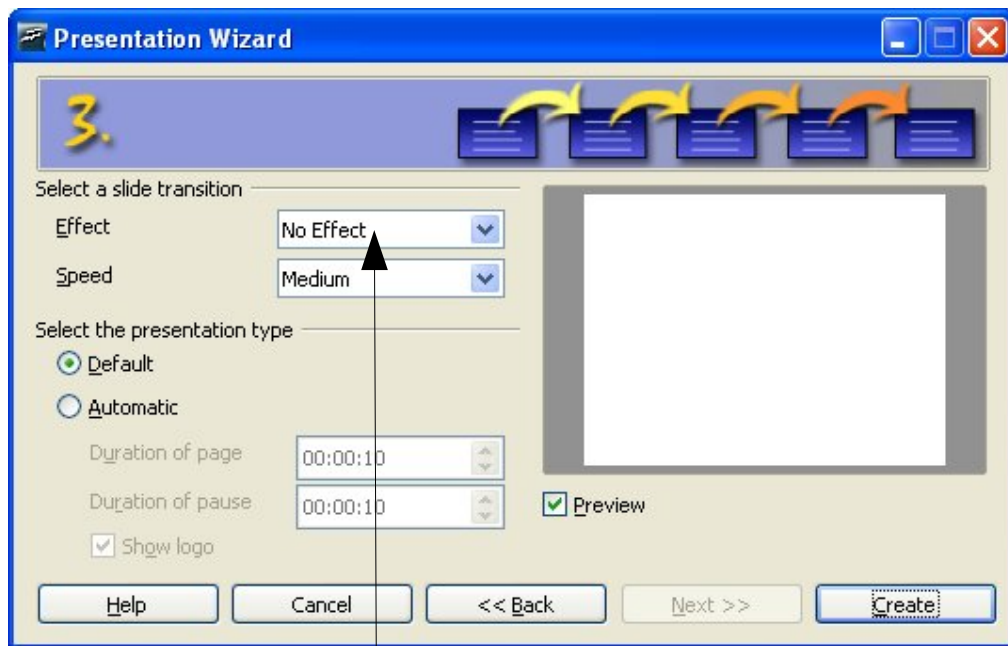 Presentation Wizard
3.
Select a slide transition
Effect
No Effect
Speed
Medium
Select the presentation type
Default
Automatic
Duration of page
00:00:10
Duration of pause
00:00:10
Show logo
Preview
Help
Cancel
<< Back
Next >>
Create